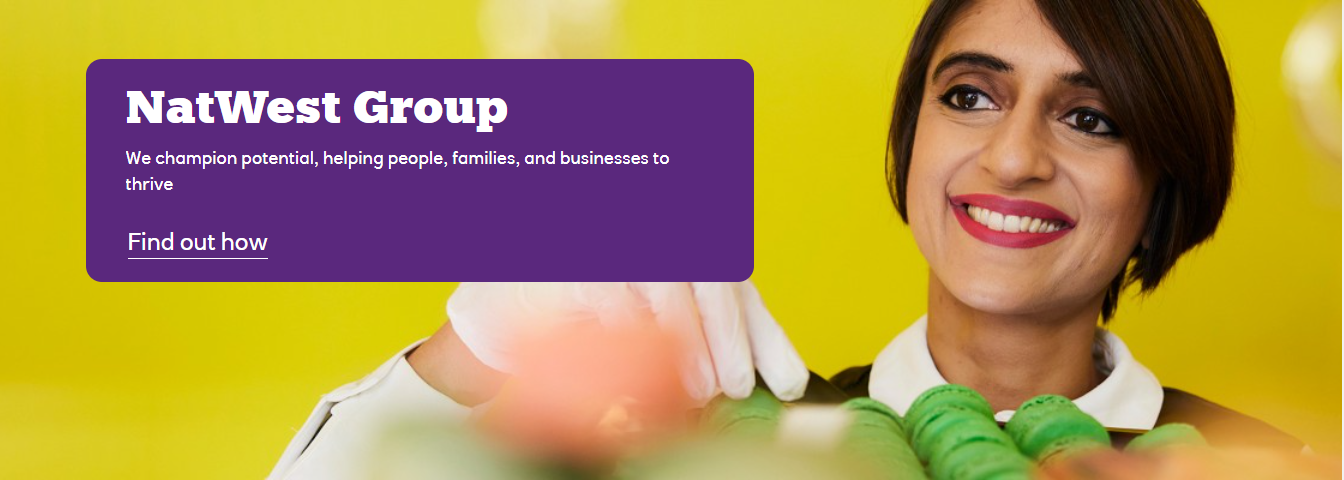 NatWest Group
We champion potential, helping people, families, and businesses to
thrive
Find out how